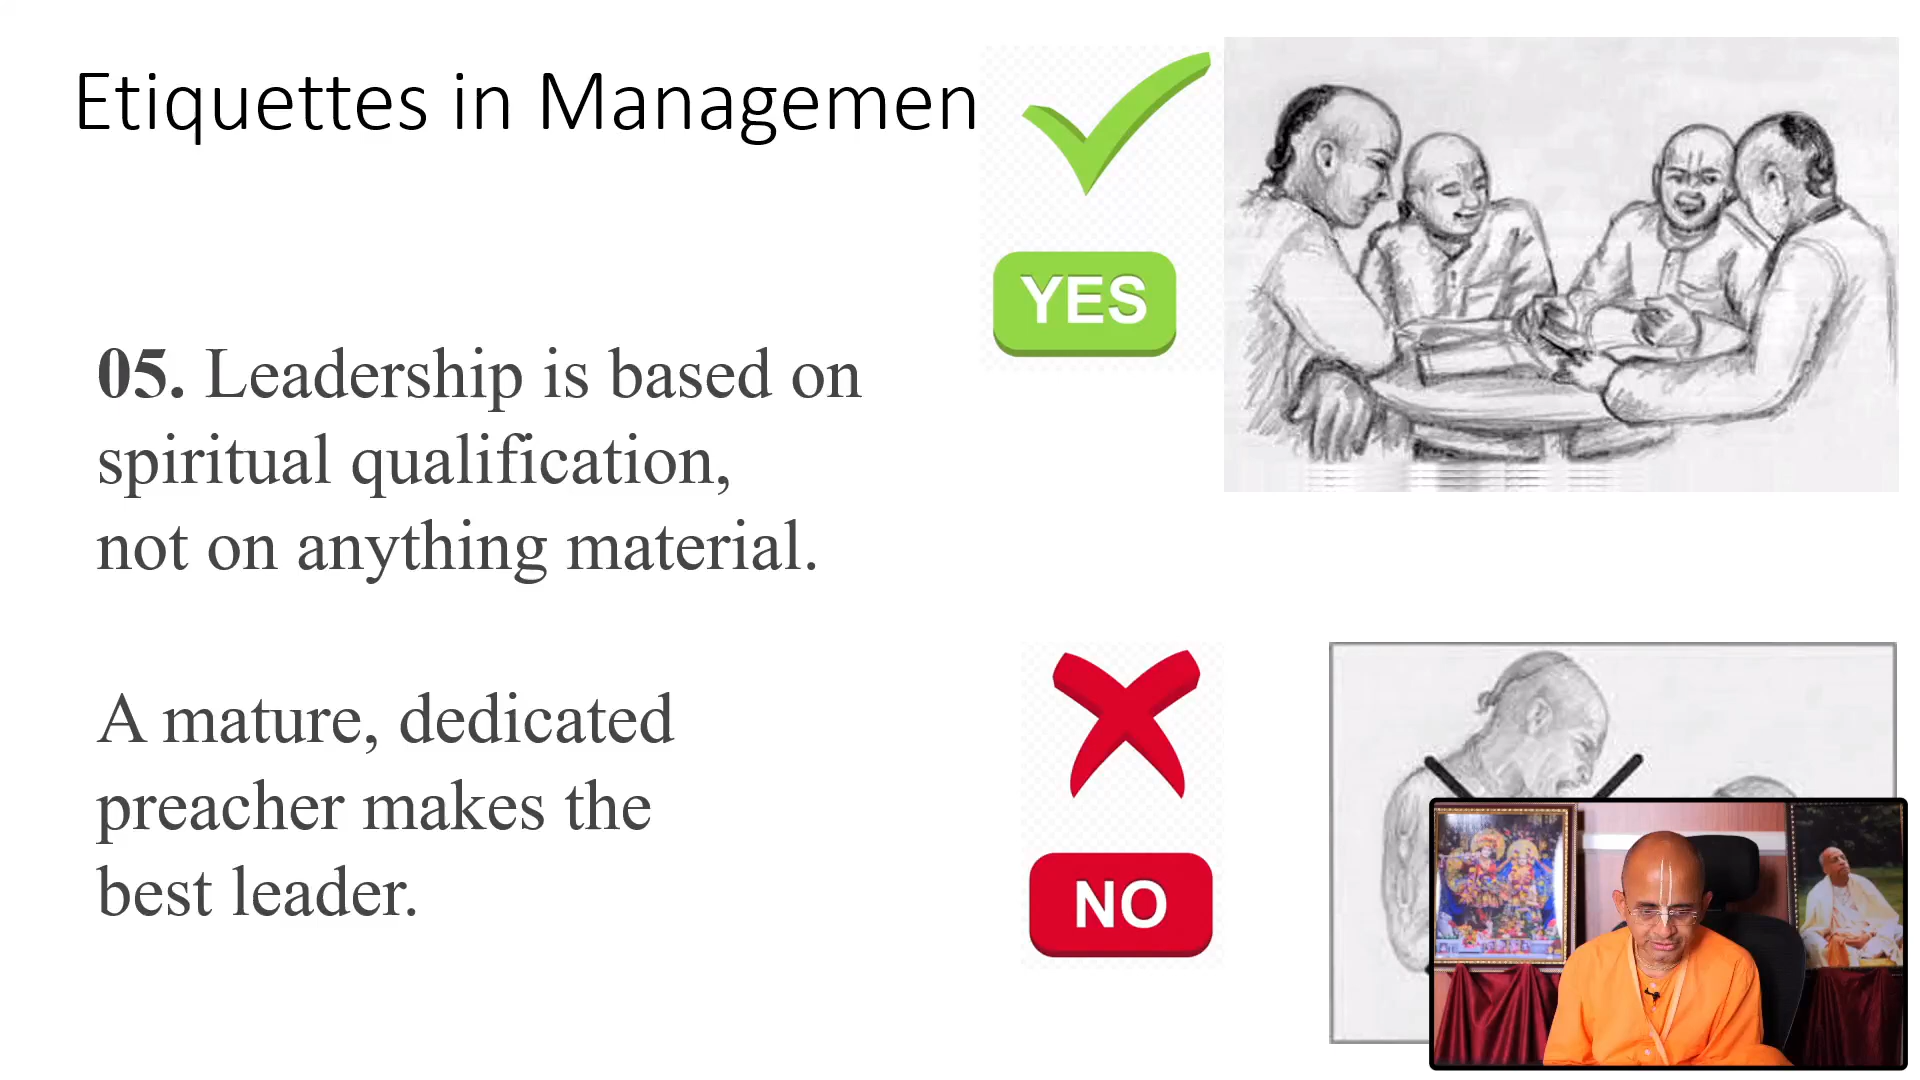 Etiquettes in Managemen
YES
05. Leadership is based on
spiritual qualification,
not on anything material.
A mature, dedicated
preacher makes the
best leader.
NO